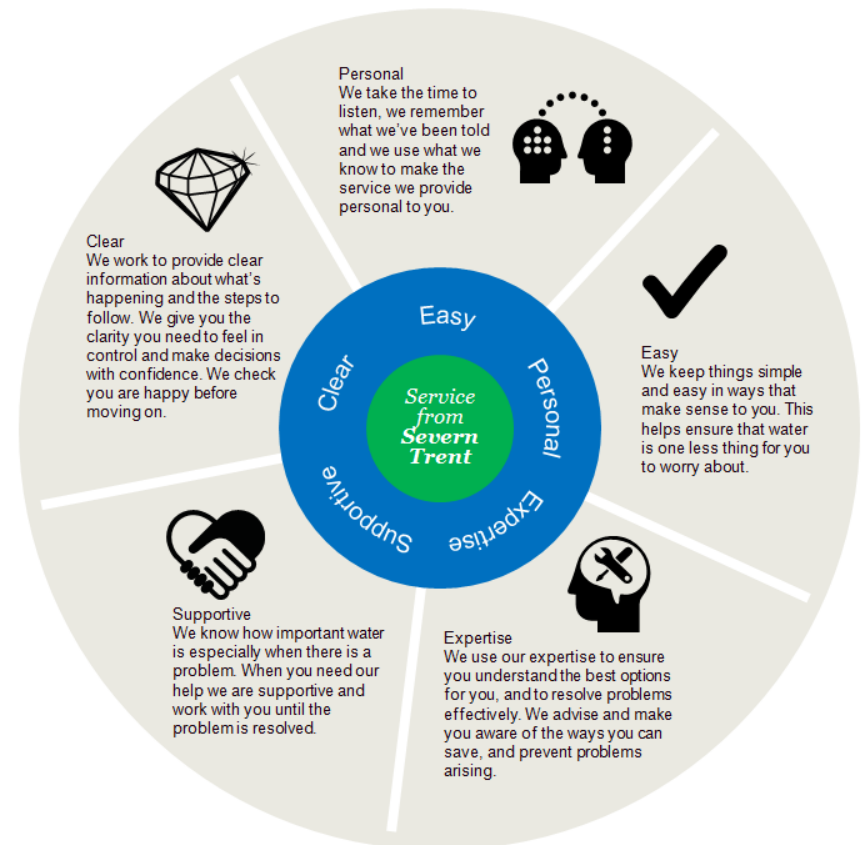 Personal
We take the time to
listen, we remember
what we've been told
and we use what we
know to make the
service we provide
personal to you.
Clear
We work to provide clear
information about what's
happening and the steps to
follow. We give you the
clarity you need to feel in
control and make decisions
with confidence. We check
you are happy before
moving on.
Easy
We keep things simple
and easy in ways that
make sense to you. This
helps ensure that water
is one less thing for you
to worry about.
Easy
Personal
Expertise
Supportive
Clear
Service
from
Severn
Trent
Supportive
We know how important water
is especially when there is a
problem. When you need our
help we are supportive and
work with you until the
problem is resolved.
Expertise
We use our expertise to ensure
you understand the best options
for you, and to resolve problems
effectively. We advise and make
you aware of the ways you can
save, and prevent problems
arising.